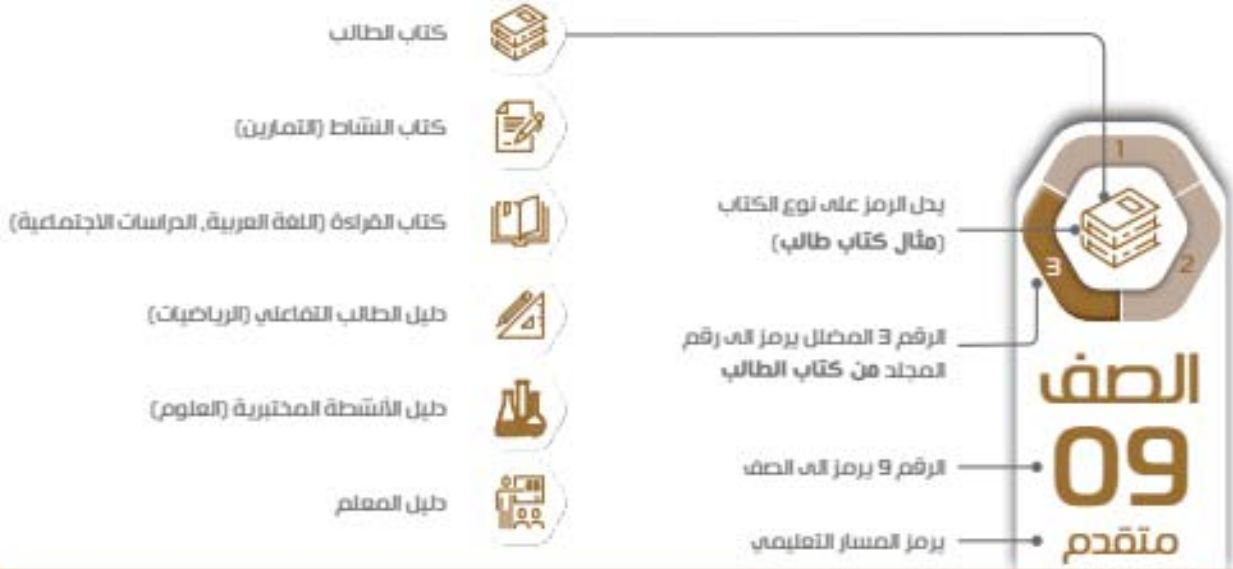 1
2
3
الصف
09
متقدم
يدل الرمز على نوع الكتاب
(مثال كتاب طالب)
الرقم 3 المضلل يرمز الى رقم
المجلد من كتاب الطالب
الرقم 9 يرمز الى الصف
يرمز المسار التعليمي
كتاب الطالب
كتاب النشاط (التمارين)
كتاب القراءة (اللغة العربية, الدراسات الاجتماعية)
دليل الطالب التفاعلي (الرياضيات)
دليل الأنشطة المختبرية (العلوم)
دليل المعلم